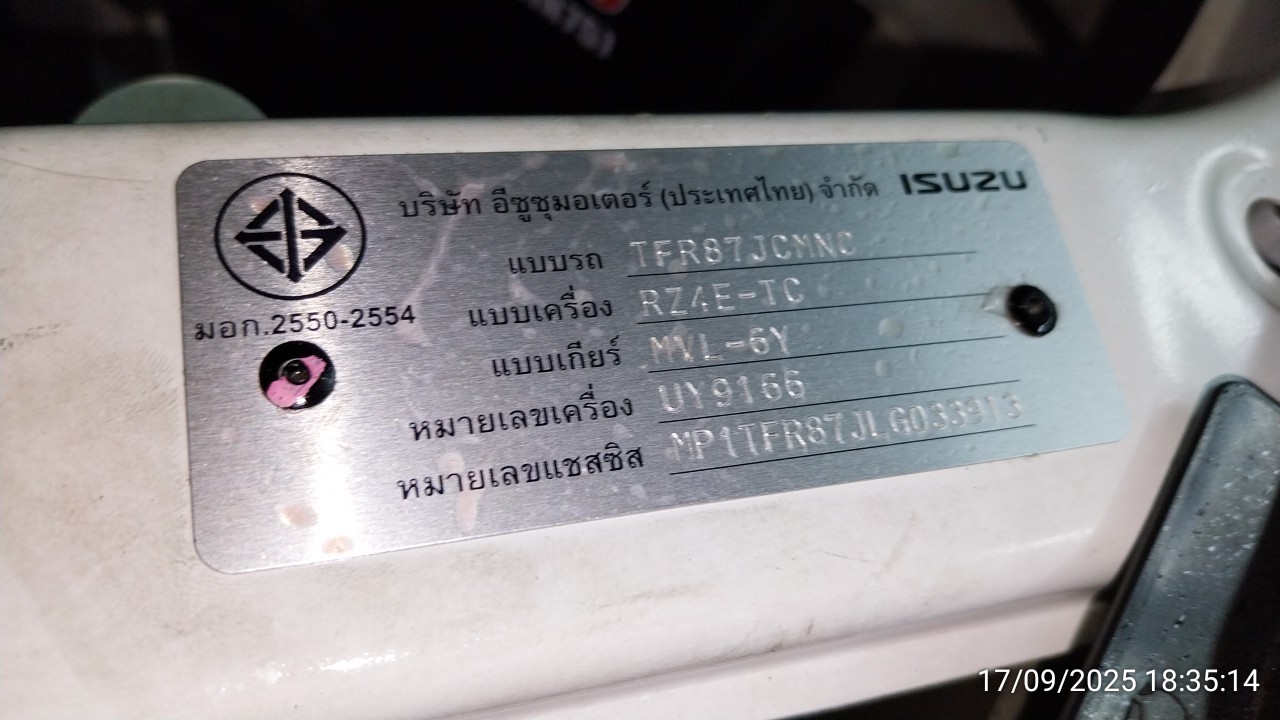 บริษัท อีซูซุมอเตอร์ (ประเทศไทย) จำกัด ISUZU
แบบรถ TFR87JCMNC
มอก.2550-2554
แบบเครื่อง RZ4E-TC
แบบเกียร์ MVL-6Y
หมายเลขเครื่อง UY9166
หมายเลขแชสซิส MP1TFR87JLG033913
17/09/2025 18:35:14